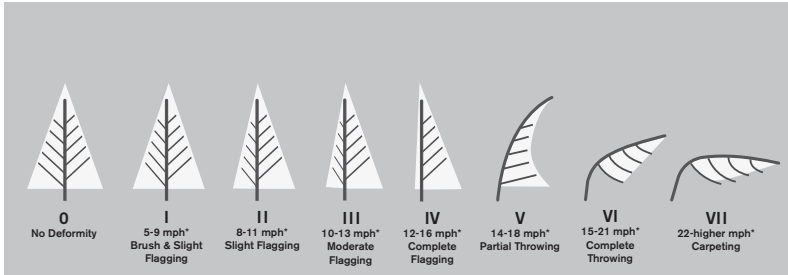 0
No Deformity
I
5-9 mph*
Brush & Slight
Flagging
II
8-11 mph*
Slight Flagging
III
10-13 mph*
Moderate
Flagging
IV
12-16 mph*
Complete
Flagging
V
14-18 mph*
Partial Throwing
VI
15-21 mph*
Complete
Throwing
VII
22-higher mph*
Carpeting